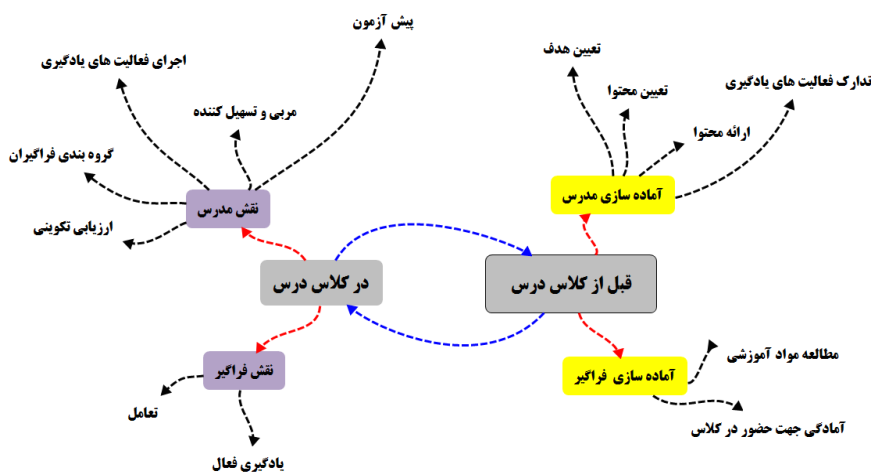 پیش آزمون
تعیین هدف
اجرای فعالیت های یادگیری
تدارک فعالیت های یادگیری
تعیین محتوا
مربی و تسهیل کننده
ارائه محتوا
گروه بندی فراگیران
آماده سازی مدرس
نقش مدرس
ارزیابی تکوینی
قبل از کلاس درس
در کلاس درس
مطالعه مواد آموزشی
آماده سازی فراگیر
نقش فراگیر
تعامل
آمادگی جهت حضور در کلاس
یادگیری فعال